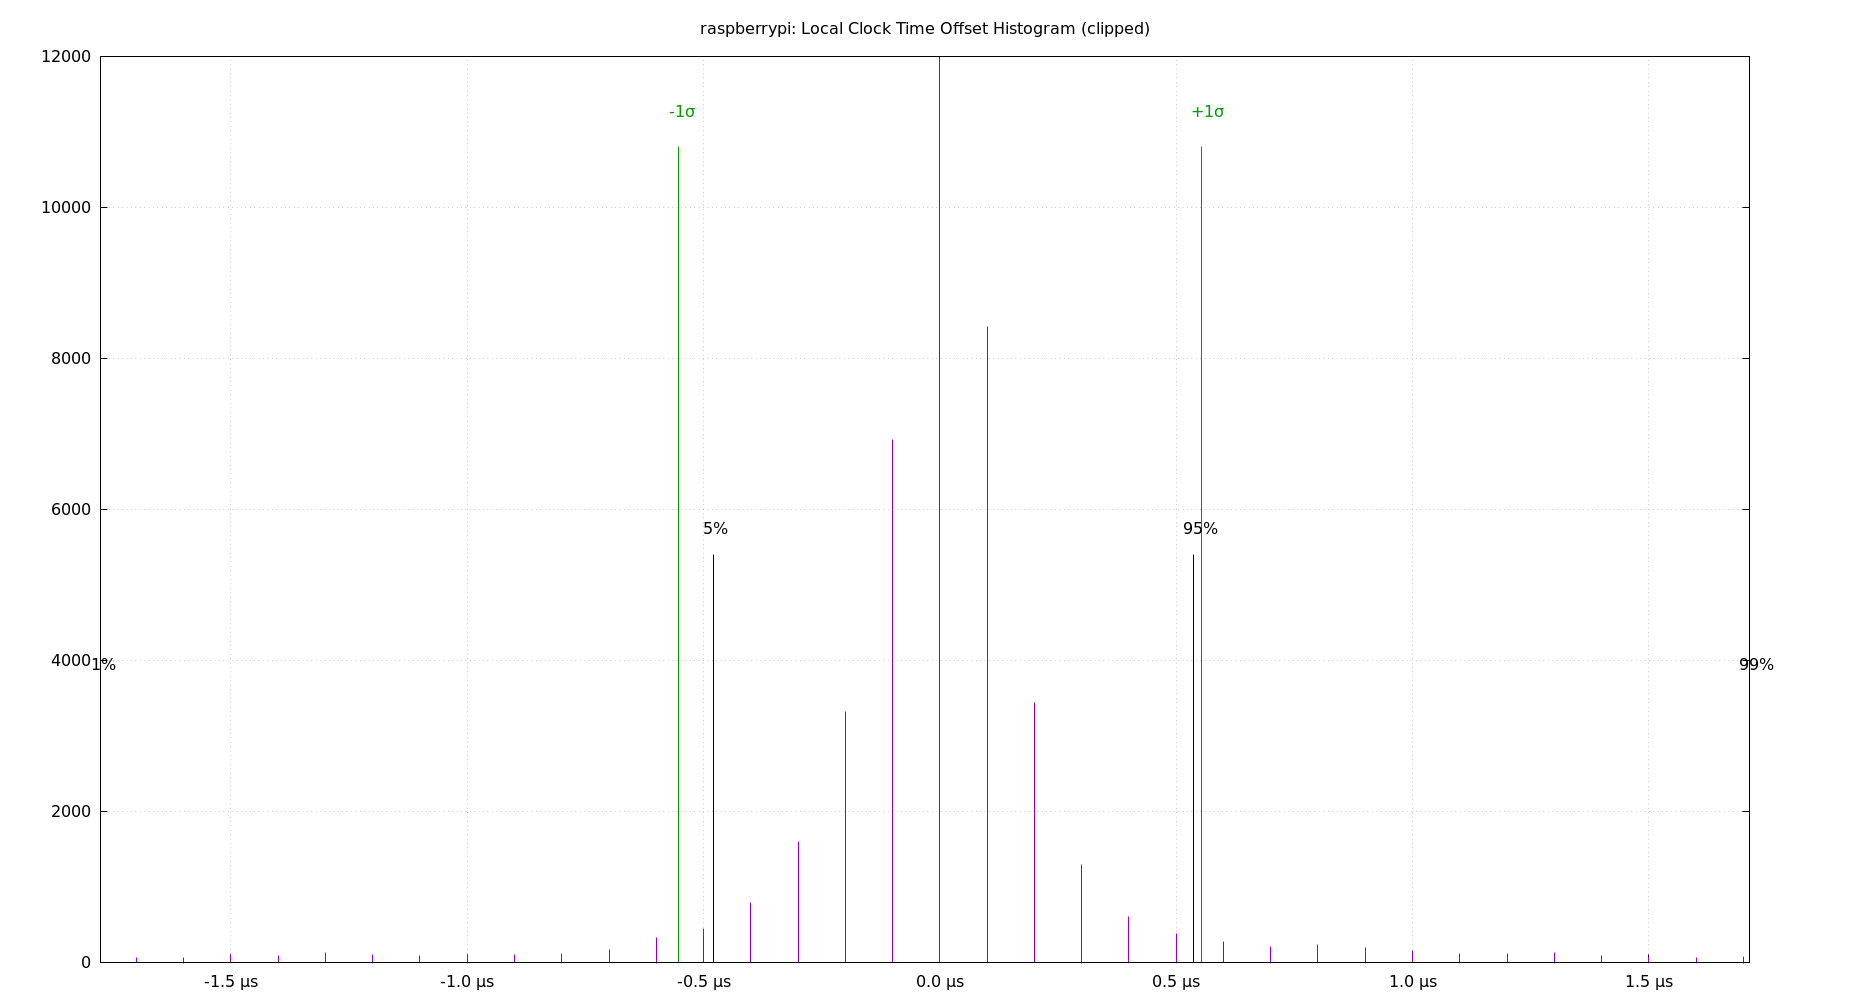 raspberrypi: Local Clock Time Offset Histogram (clipped)
12000
-1σ
+1σ
10000
8000
6000
5%
95%
4000
1%
99%
2000
0
-1.5 µs
-1.0 µs
-0.5 µs
0.0 µs
0.5 µs
1.0 µs
1.5 µs